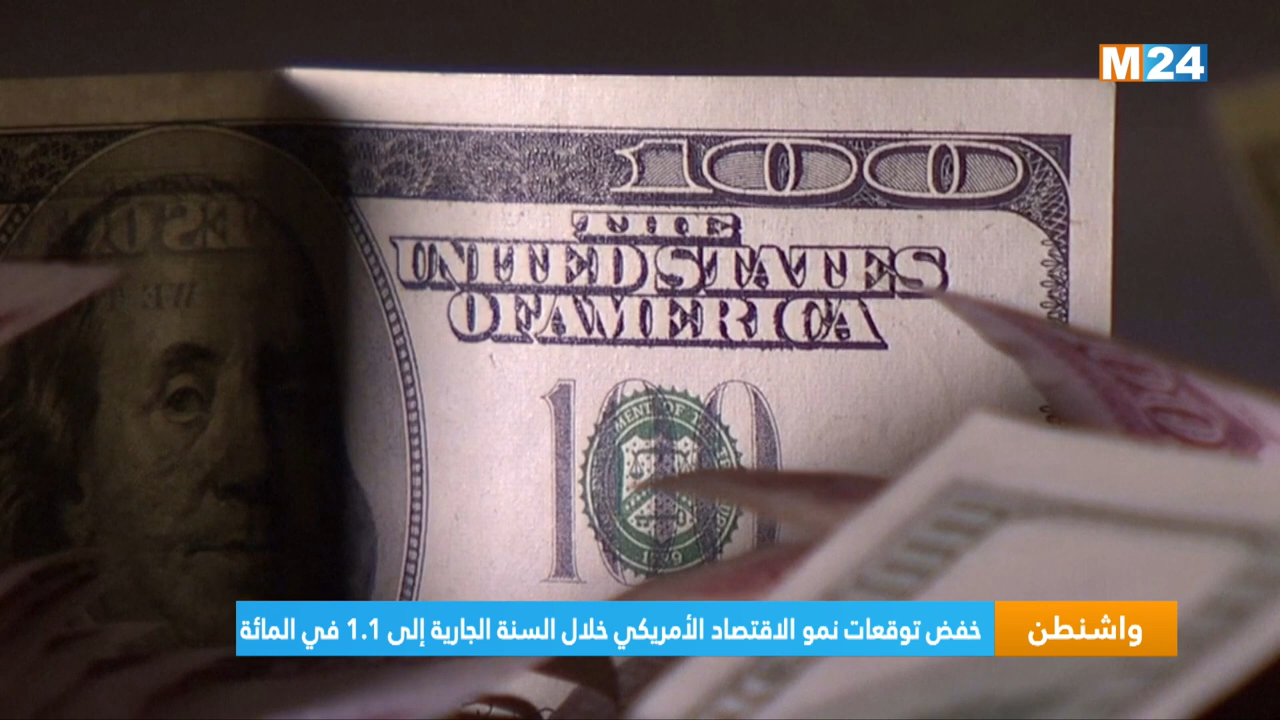 M24
100
THE
UNITED STATES
OF AMERICA
100
1789
واشنطن
خفض توقعات نمو الاقتصاد الأمريكي خلال السنة الجارية إلى 1.1 في المائة